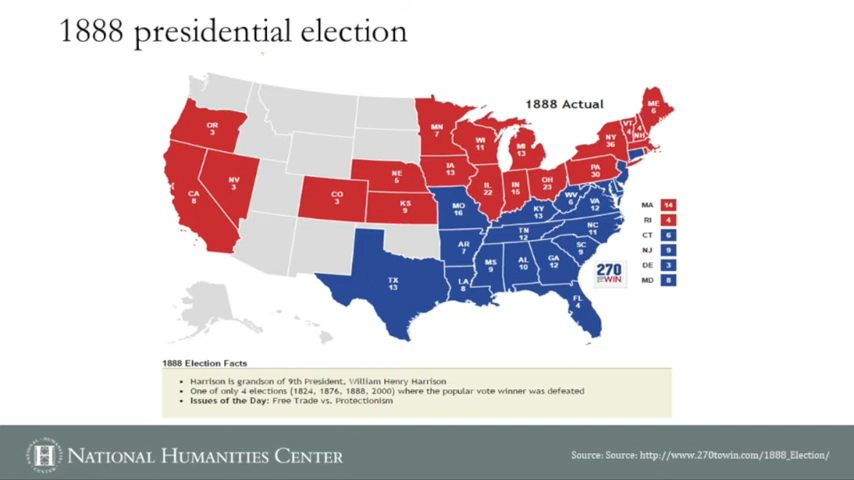 1888 presidential election
1888 Actual
OR
3
CA
8
NV
3
CO
3
NE
5
KS
9
MN
7
IA
13
WI
11
MI
13
IL
22
IN
15
OH
23
PA
30
NY
36
VT
4
4
NH
ME
6
MO
16
KY
13
WV
6
VA
12
TN
12
NC
11
AR
7
MS
9
AL
10
GA
12
SC
9
TX
13
LA
8
FL
4
MA 14
RI 4
CT 6
NJ 9
DE 3
MD 8
270
TO WIN
1888 Election Facts
• Harrison is grandson of 9th President, William Henry Harrison
• One of only 4 elections (1824, 1876, 1888, 2000) where the popular vote winner was defeated
• Issues of the Day: Free Trade vs. Protectionism
NATIONAL HUMANITIES CENTER
Source: Source: http://www.270towin.com/1888_Election/